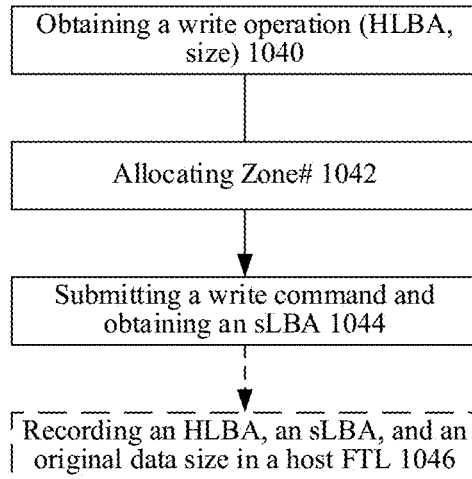 Obtaining a write operation (HLBA,
size) 1040
Allocating Zone# 1042
Submitting a write command and
obtaining an sLBA 1044
Recording an HLBA, an sLBA, and an
original data size in a host FTL 1046